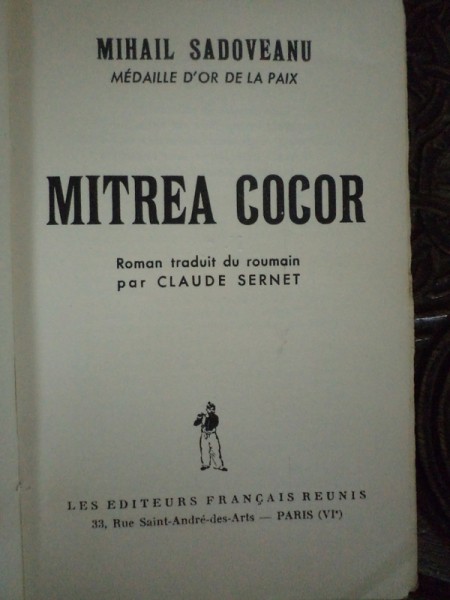 MIHAIL SADOVEANU
MÉDAILLE D'OR DE LA PAIX
MITREA COCOR
Roman traduit du roumain
par CLAUDE SERNET
LES EDITEURS FRANÇAIS REUNIS
33, Rue Saint-André-des-Arts — PARIS (VIᵉ)